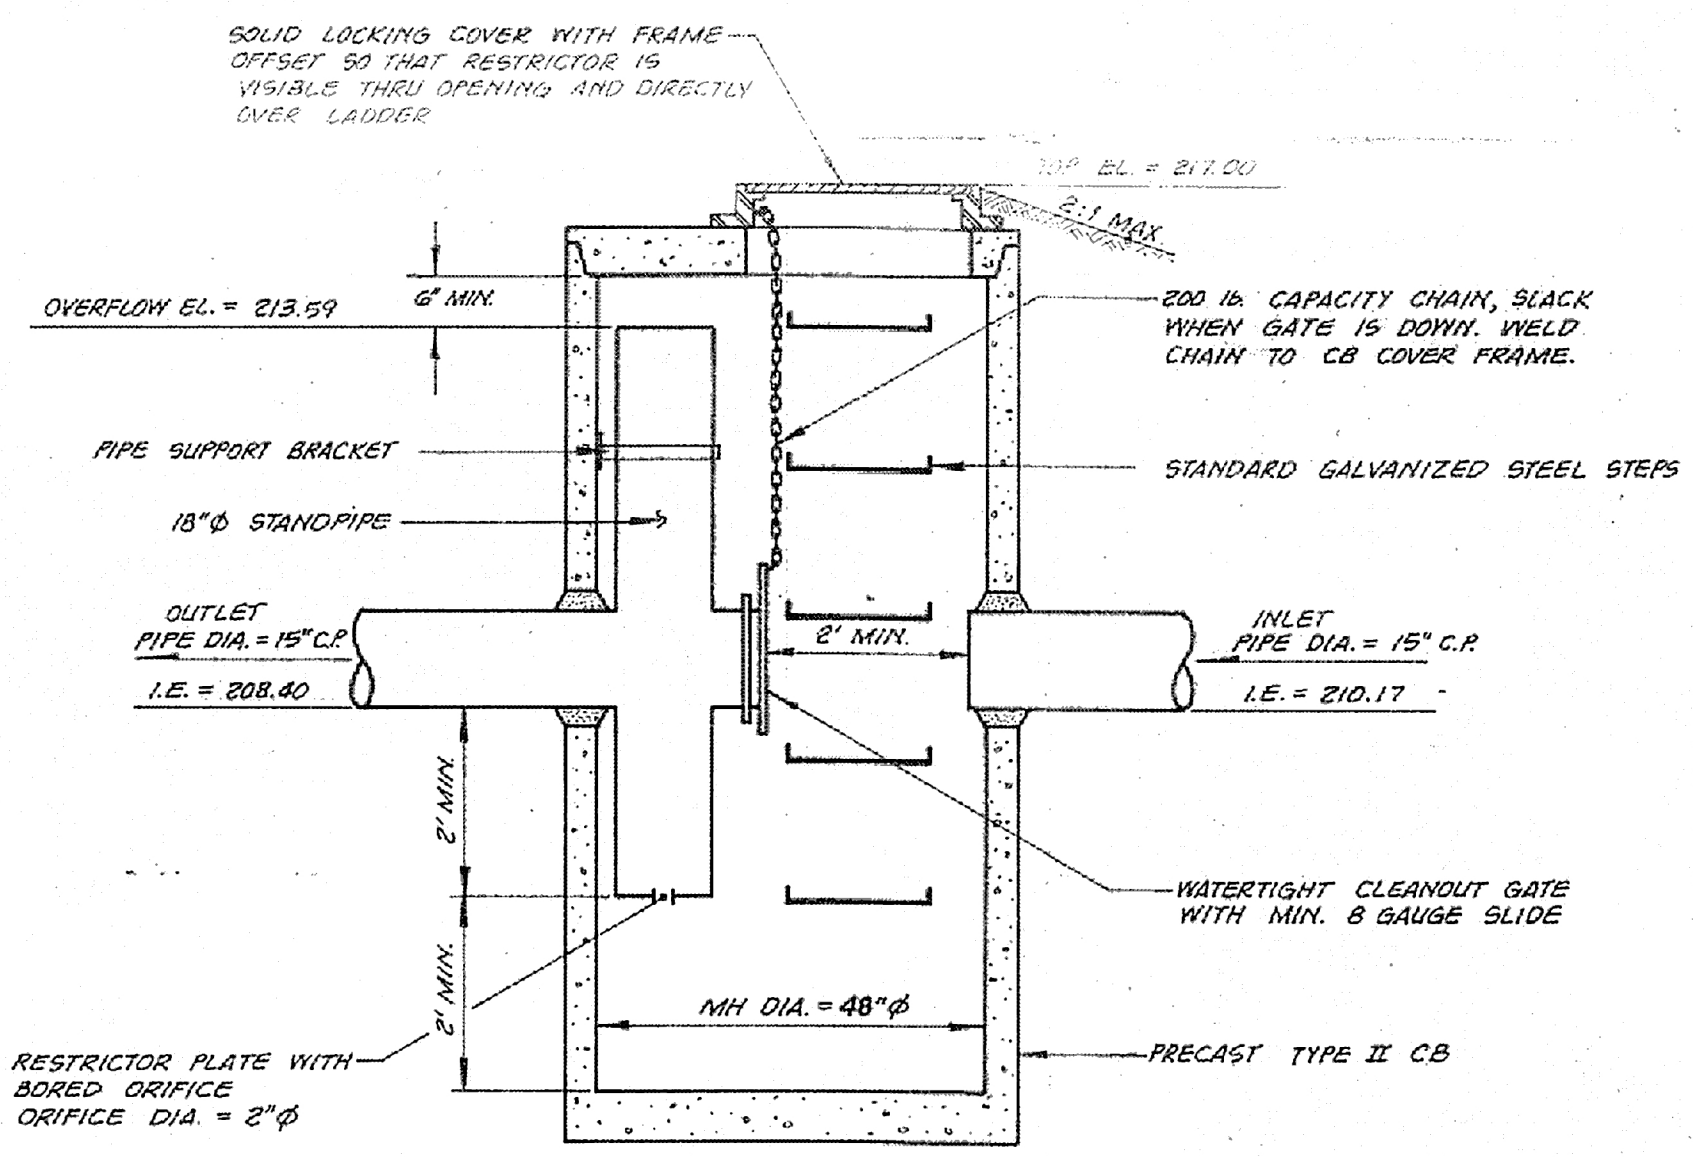 SOLID LOCKING COVER WITH FRAME
OFFSET SO THAT RESTRICTOR IS
VISIBLE THRU OPENING AND DIRECTLY
OVER LADDER
TOP EL. = 217.00
2:1 MAX.
6" MIN.
OVERFLOW EL. = 213.59
200 lb. CAPACITY CHAIN, SLACK
WHEN GATE IS DOWN. WELD
CHAIN TO CB COVER FRAME.
PIPE SUPPORT BRACKET
STANDARD GALVANIZED STEEL STEPS
18"Ø STANDPIPE
OUTLET
PIPE DIA. = 15" C.P.
I.E. = 208.40
2' MIN.
INLET
PIPE DIA. = 15" C.P.
I.E. = 210.17
2' MIN.
WATERTIGHT CLEANOUT GATE
WITH MIN. 8 GAUGE SLIDE
2' MIN.
MH DIA. = 48"Ø
RESTRICTOR PLATE WITH
BORED ORIFICE
ORIFICE DIA. = 2"Ø
PRECAST TYPE II CB